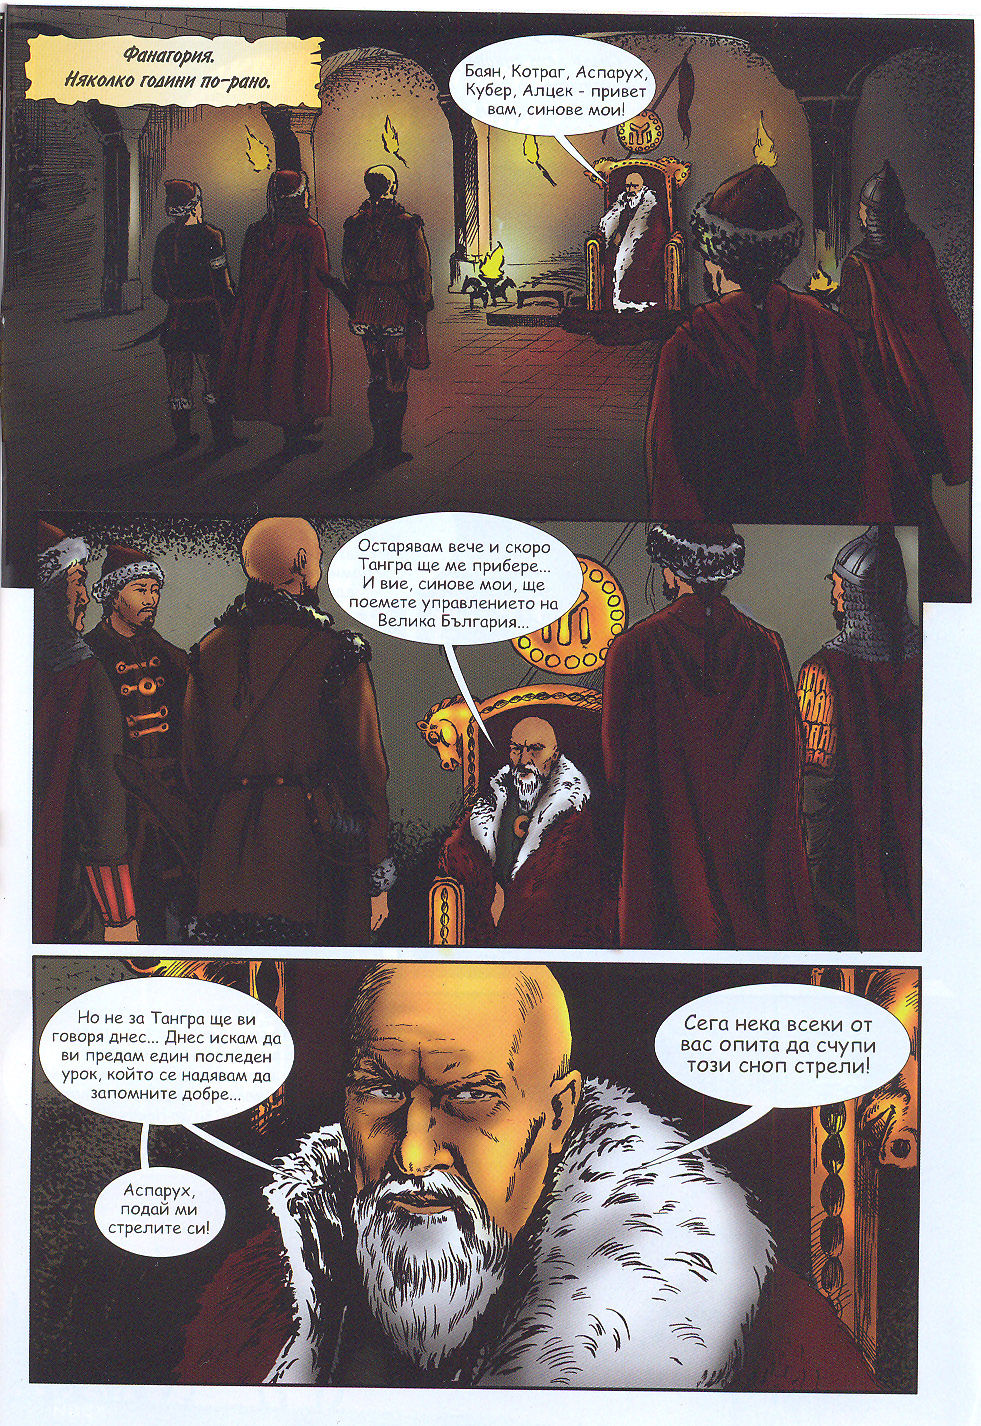 Фанагория.
Няколко години по-рано.
Баян, Котраг, Аспарух,
Кубер, Алцек - привет
вам, синове мои!
Остарявам вече и скоро
Тангра ще ме прибере...
И вие, синове мои, ще
поемете управлението на
Велика България...
Но не за Тангра ще ви
говоря днес... Днес искам да
ви предам един последен
урок, който се надявам да
запомните добре...
Аспарух,
подай ми
стрелите си!
Сега нека всеки от
вас опита да счупи
този сноп стрели!